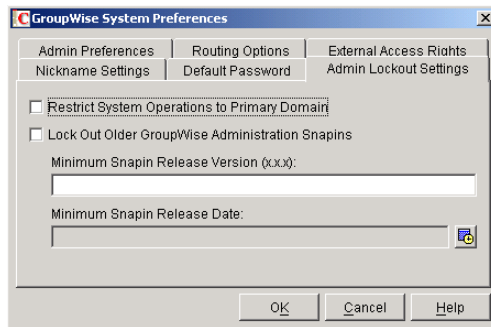 GroupWise System Preferences
Admin Preferences Routing Options External Access Rights
Nickname Settings Default Password Admin Lockout Settings
Restrict System Operations to Primary Domain
Lock Out Older GroupWise Administration Snapins
Minimum Snapin Release Version (x.x.x):
Minimum Snapin Release Date:
OK Cancel Help